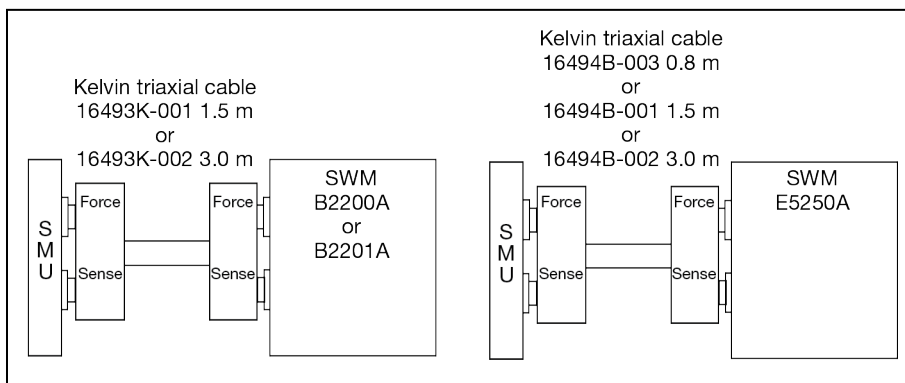 Kelvin triaxial cable
16493K-001 1.5 m
or
16493K-002 3.0 m
SMU
Force
Sense
Force
Sense
SWM
B2200A
or
B2201A
Kelvin triaxial cable
16494B-003 0.8 m
or
16494B-001 1.5 m
or
16494B-002 3.0 m
SMU
Force
Sense
Force
Sense
SWM
E5250A